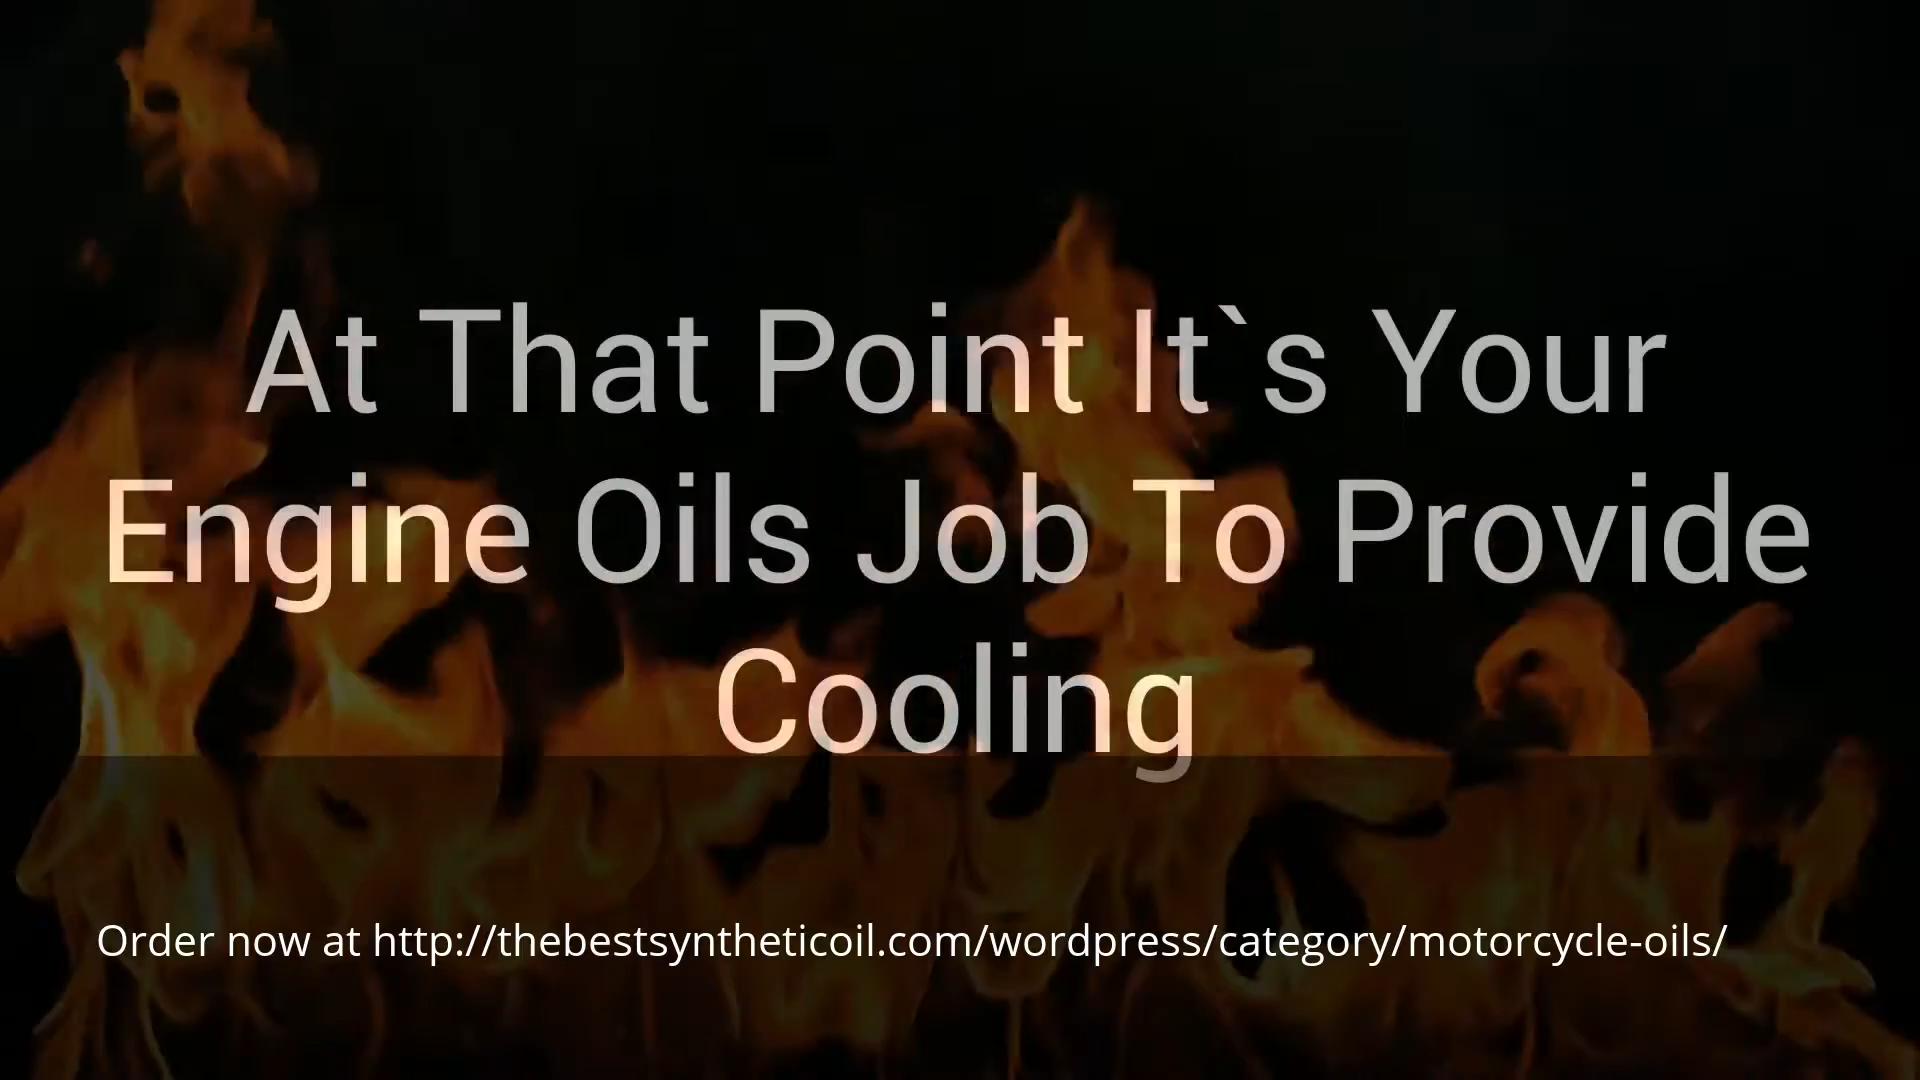 At That Point It`s Your
Engine Oils Job To Provide
Cooling
Order now at http://thebestsyntheticoil.com/wordpress/category/motorcycle-oils/